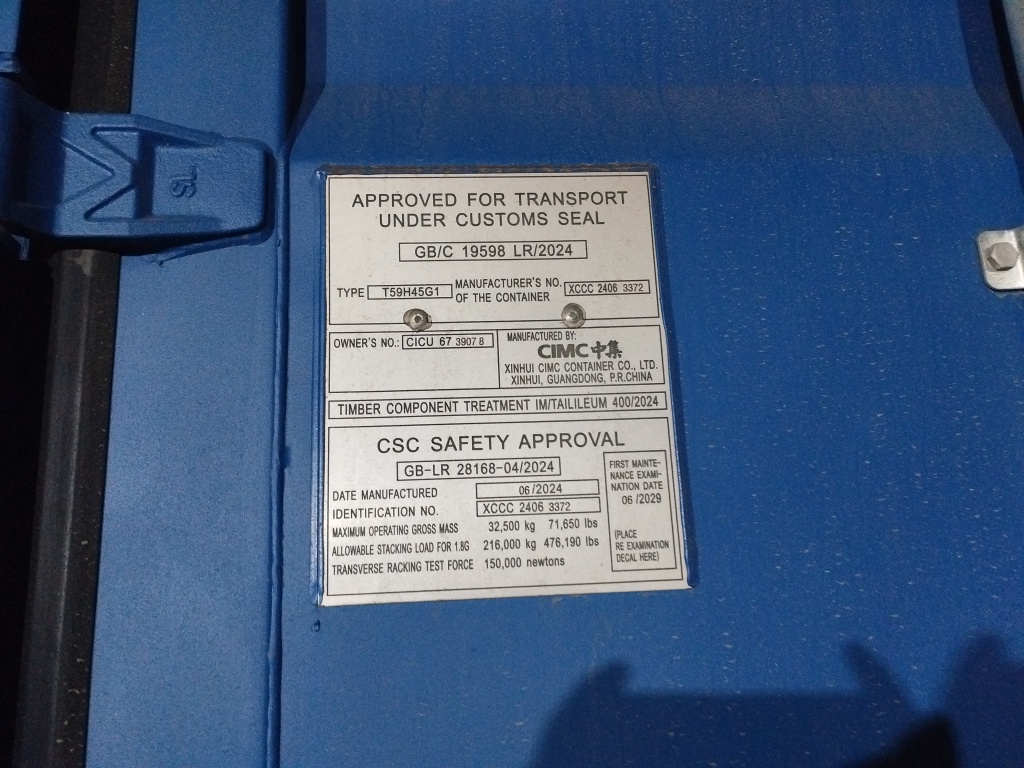 SL
APPROVED FOR TRANSPORT
UNDER CUSTOMS SEAL
GB/C 19598 LR/2024
TYPE T59H45G1
MANUFACTURER'S NO.
OF THE CONTAINER
XCCC 2406 3372
OWNER'S NO.: CICU 67 3907 8
MANUFACTURED BY:
CIMC中集
XINHUI CIMC CONTAINER CO., LTD.
XINHUI, GUANGDONG, P.R.CHINA
TIMBER COMPONENT TREATMENT IM/TAILILEUM 400/2024
CSC SAFETY APPROVAL
GB-LR 28168-04/2024
DATE MANUFACTURED 06/2024
IDENTIFICATION NO. XCCC 2406 3372
MAXIMUM OPERATING GROSS MASS 32,500 kg 71,650 lbs
ALLOWABLE STACKING LOAD FOR 1.8G 216,000 kg 476,190 lbs
TRANSVERSE RACKING TEST FORCE 150,000 newtons
FIRST MAINTE-
NANCE EXAMI-
NATION DATE
06/2029
(PLACE
RE EXAMINATION
DECAL HERE)